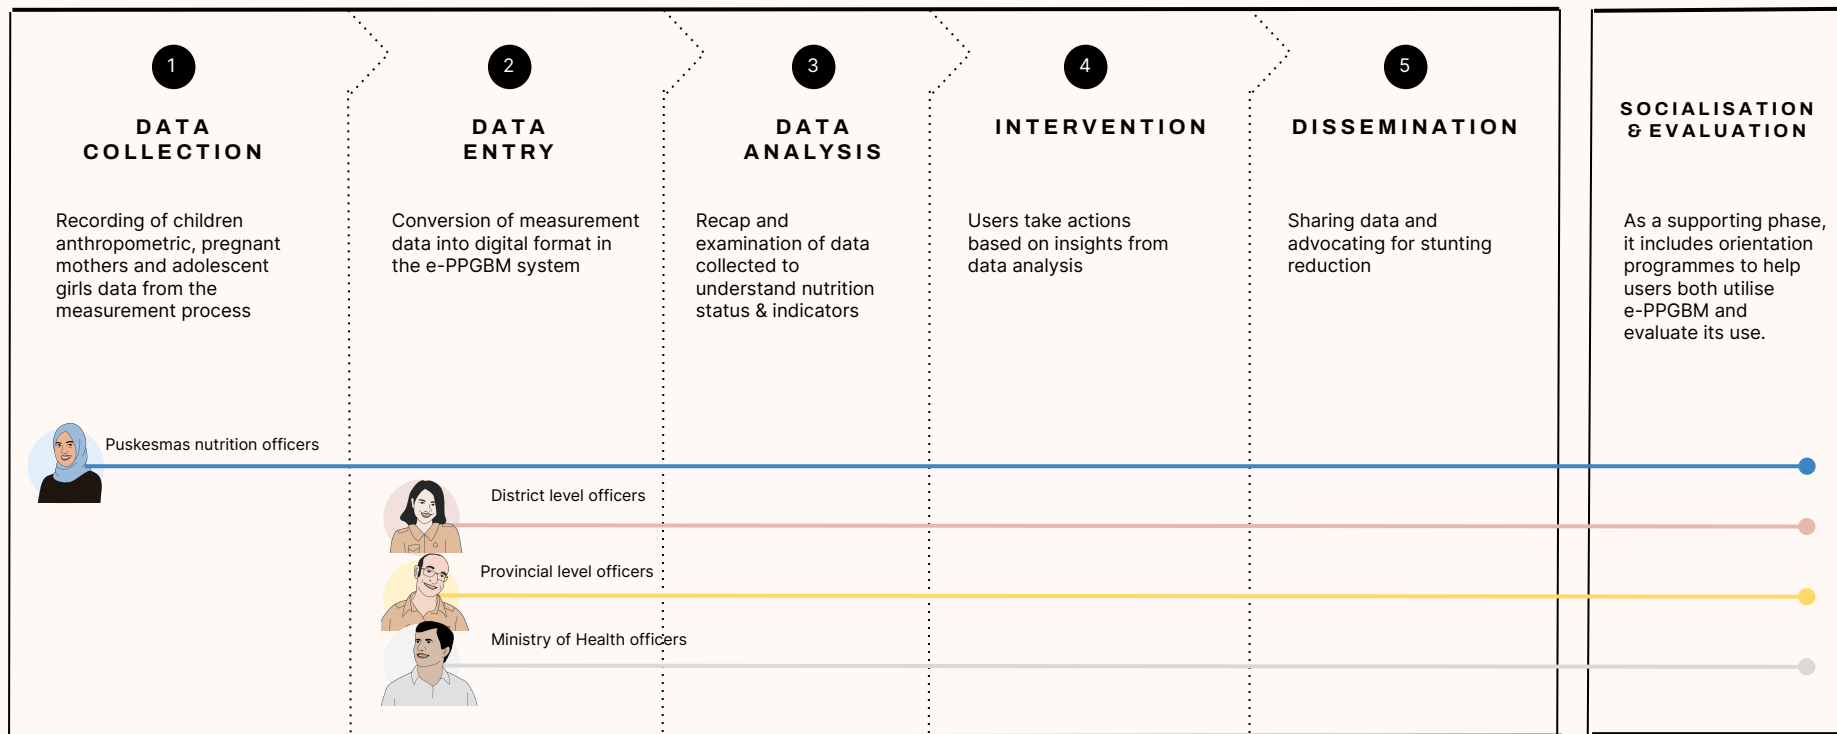 1
DATA
COLLECTION
Recording of children
anthropometric, pregnant
mothers and adolescent
girls data from the
measurement process
2
DATA
ENTRY
Conversion of measurement
data into digital format in
the e-PPGBM system
3
DATA
ANALYSIS
Recap and
examination of data
collected to
understand nutrition
status & indicators
4
INTERVENTION
Users take actions
based on insights from
data analysis
5
DISSEMINATION
Sharing data and
advocating for stunting
reduction
SOCIALISATION
& EVALUATION
As a supporting phase,
it includes orientation
programmes to help
users both utilise
e-PPGBM and
evaluate its use.
Puskesmas nutrition officers
District level officers
Provincial level officers
Ministry of Health officers